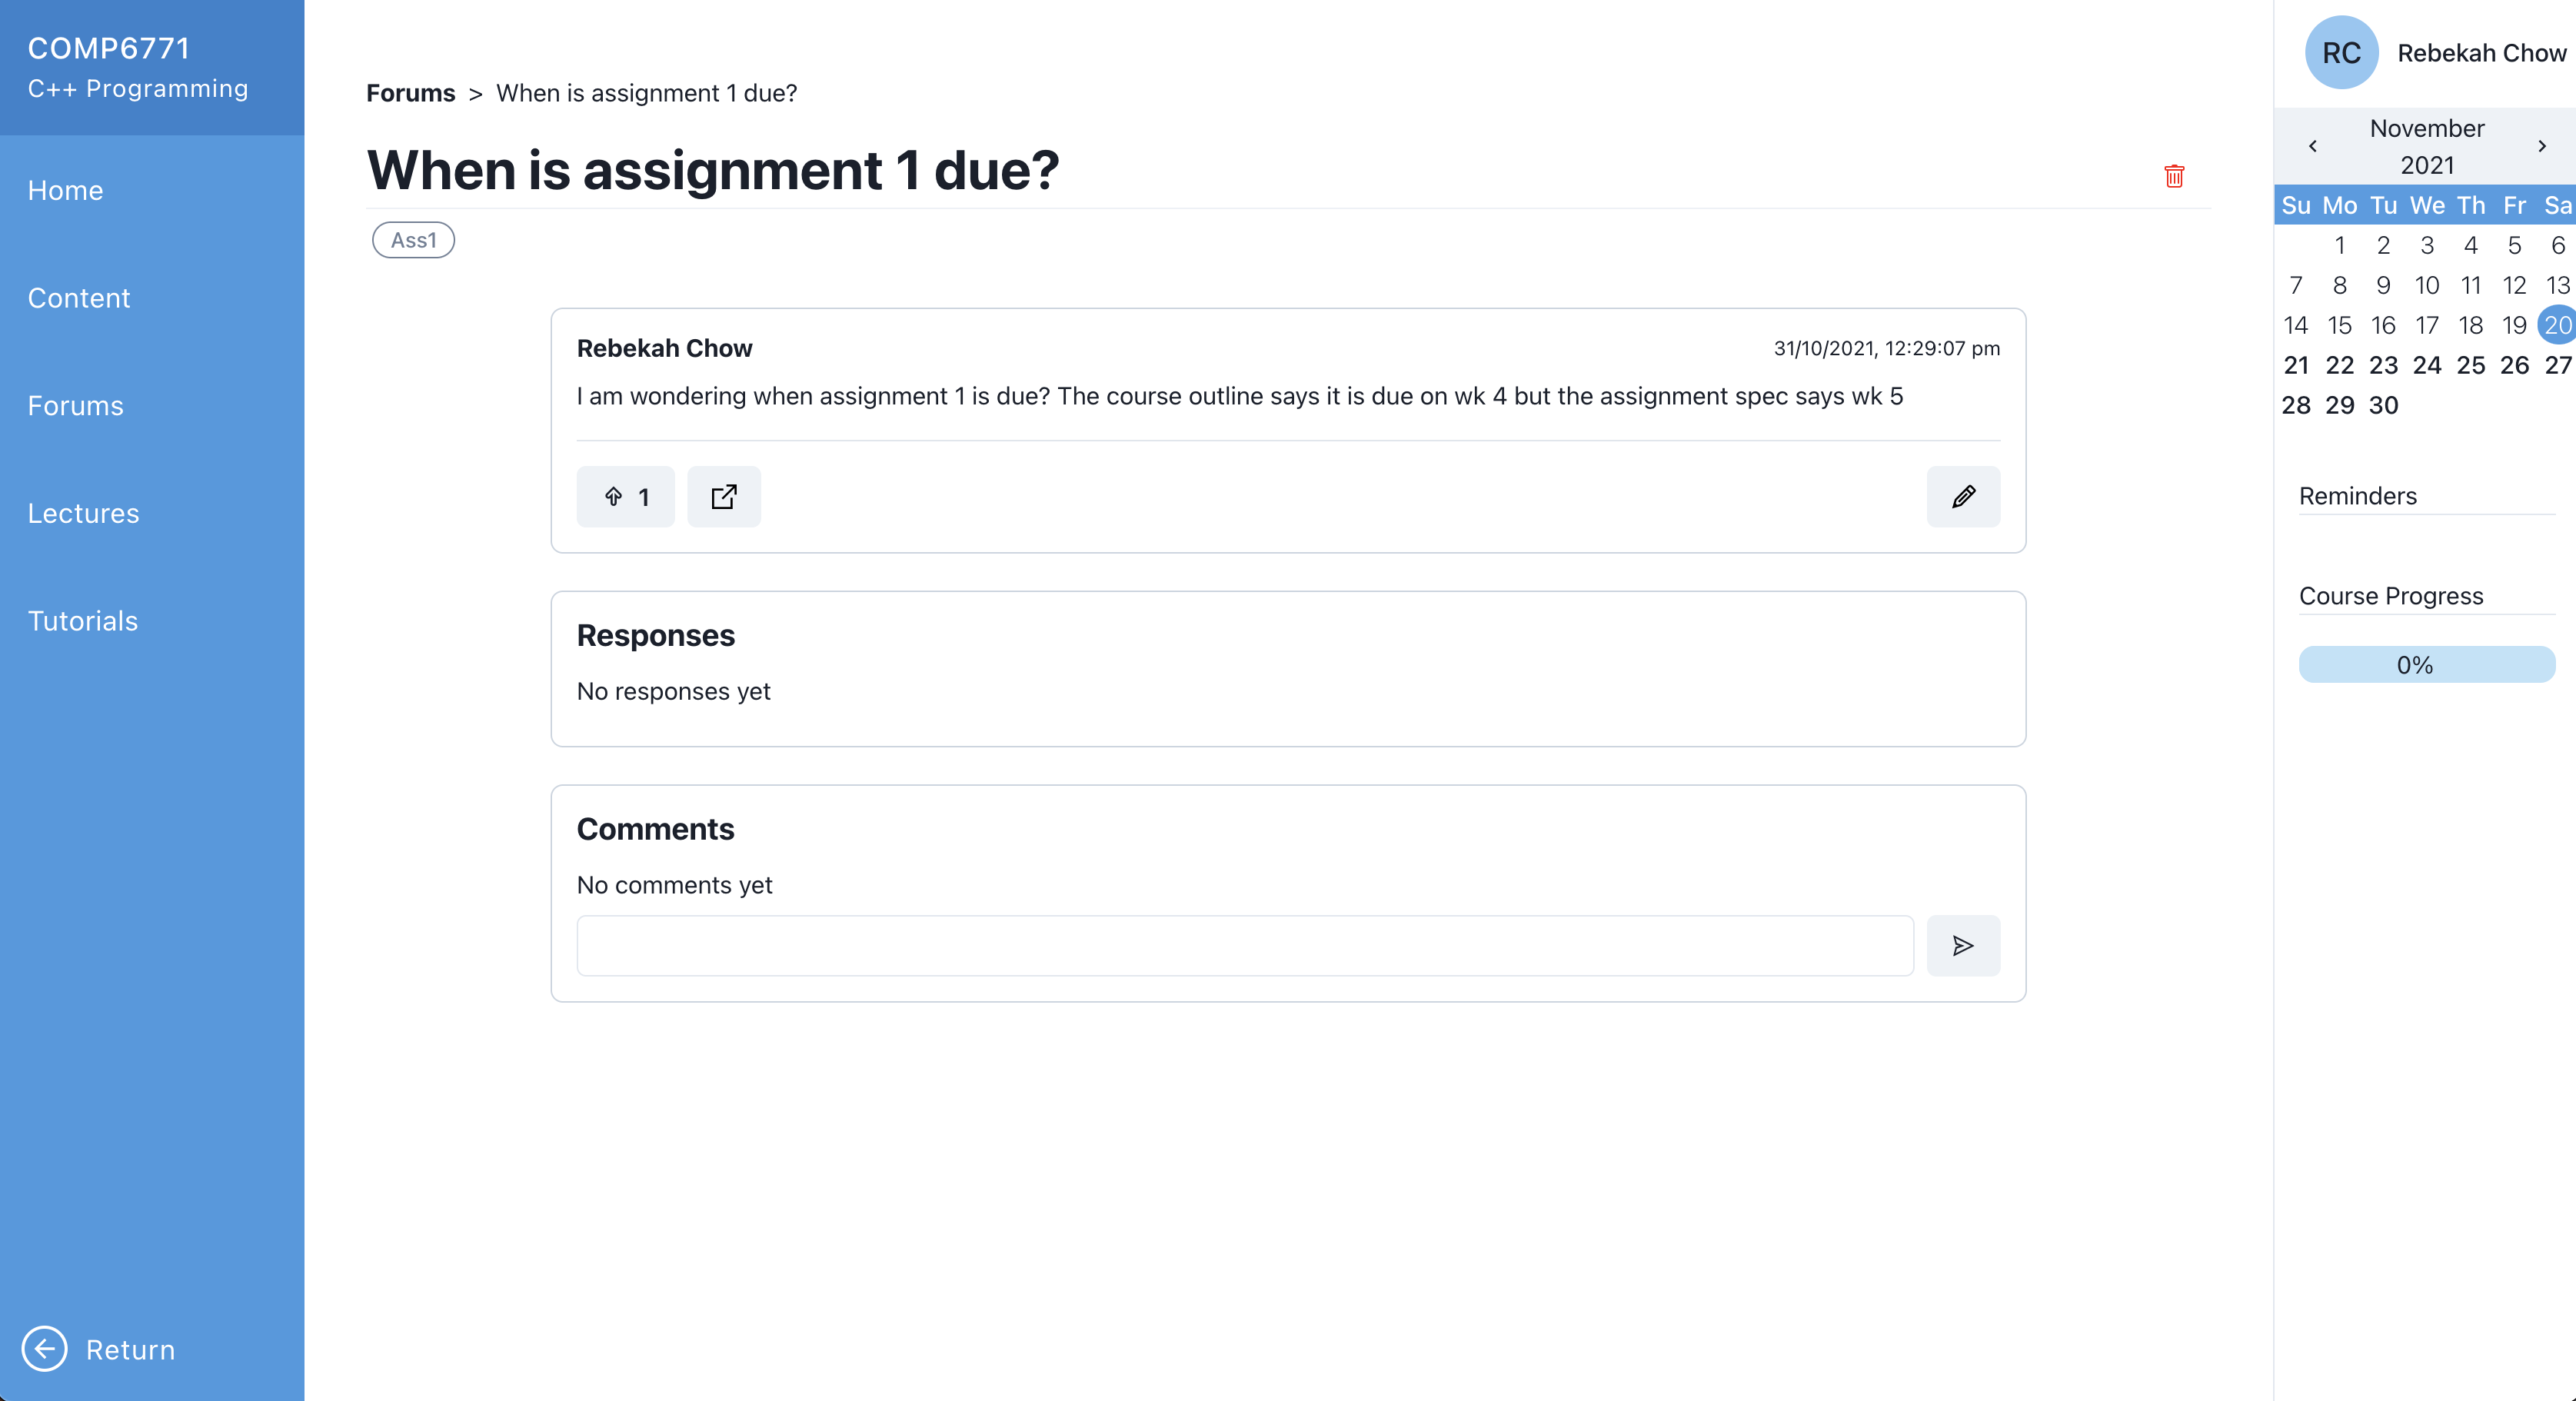 COMP6771
C++ Programming
Home
Content
Forums
Lectures
Tutorials
Return
Forums > When is assignment 1 due?
When is assignment 1 due?
Ass1
Rebekah Chow
31/10/2021, 12:29:07 pm
I am wondering when assignment 1 is due? The course outline says it is due on wk 4 but the assignment spec says wk 5
1
Responses
No responses yet
Comments
No comments yet
RC
Rebekah Chow
November
2021
Su Mo Tu We Th Fr Sa
1 2 3 4 5 6
7 8 9 10 11 12 13
14 15 16 17 18 19 20
21 22 23 24 25 26 27
28 29 30
Reminders
Course Progress
0%